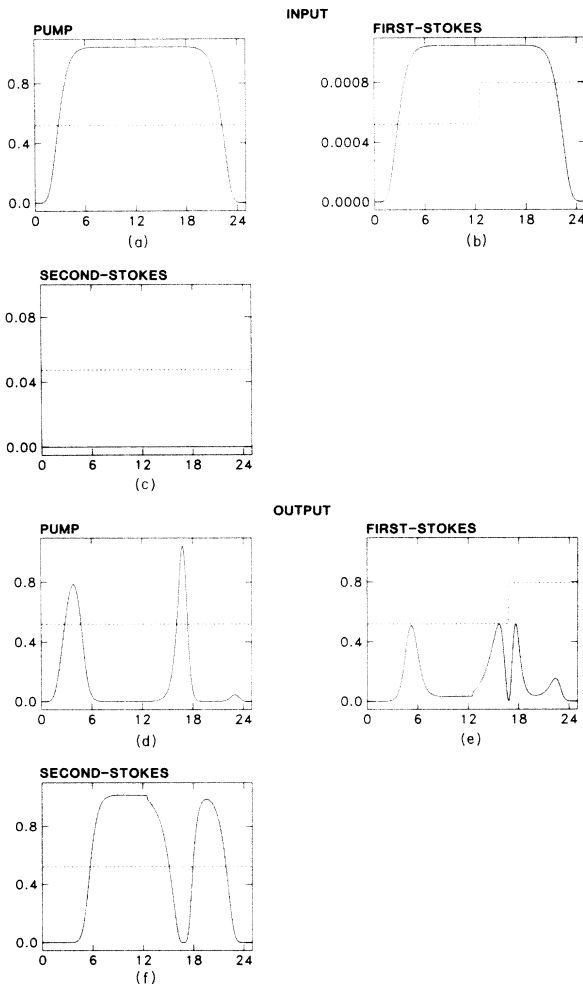 INPUT
PUMP
FIRST-STOKES
0.8
0.4
0.0
0 6 12 18 24
(a)
0.0008
0.0004
0.0000
0 6 12 18 24
(b)
SECOND-STOKES
0.08
0.04
0.00
0 6 12 18 24
(c)
OUTPUT
PUMP
FIRST-STOKES
0.8
0.4
0.0
0 6 12 18 24
(d)
0.8
0.4
0.0
0 6 12 18 24
(e)
SECOND-STOKES
0.8
0.4
0.0
0 6 12 18 24
(f)